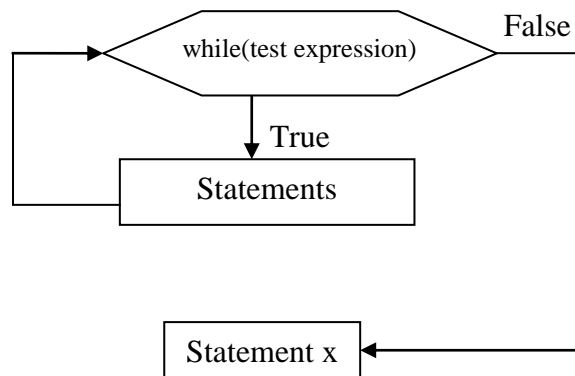 False
while(test expression)
True
Statements
Statement x